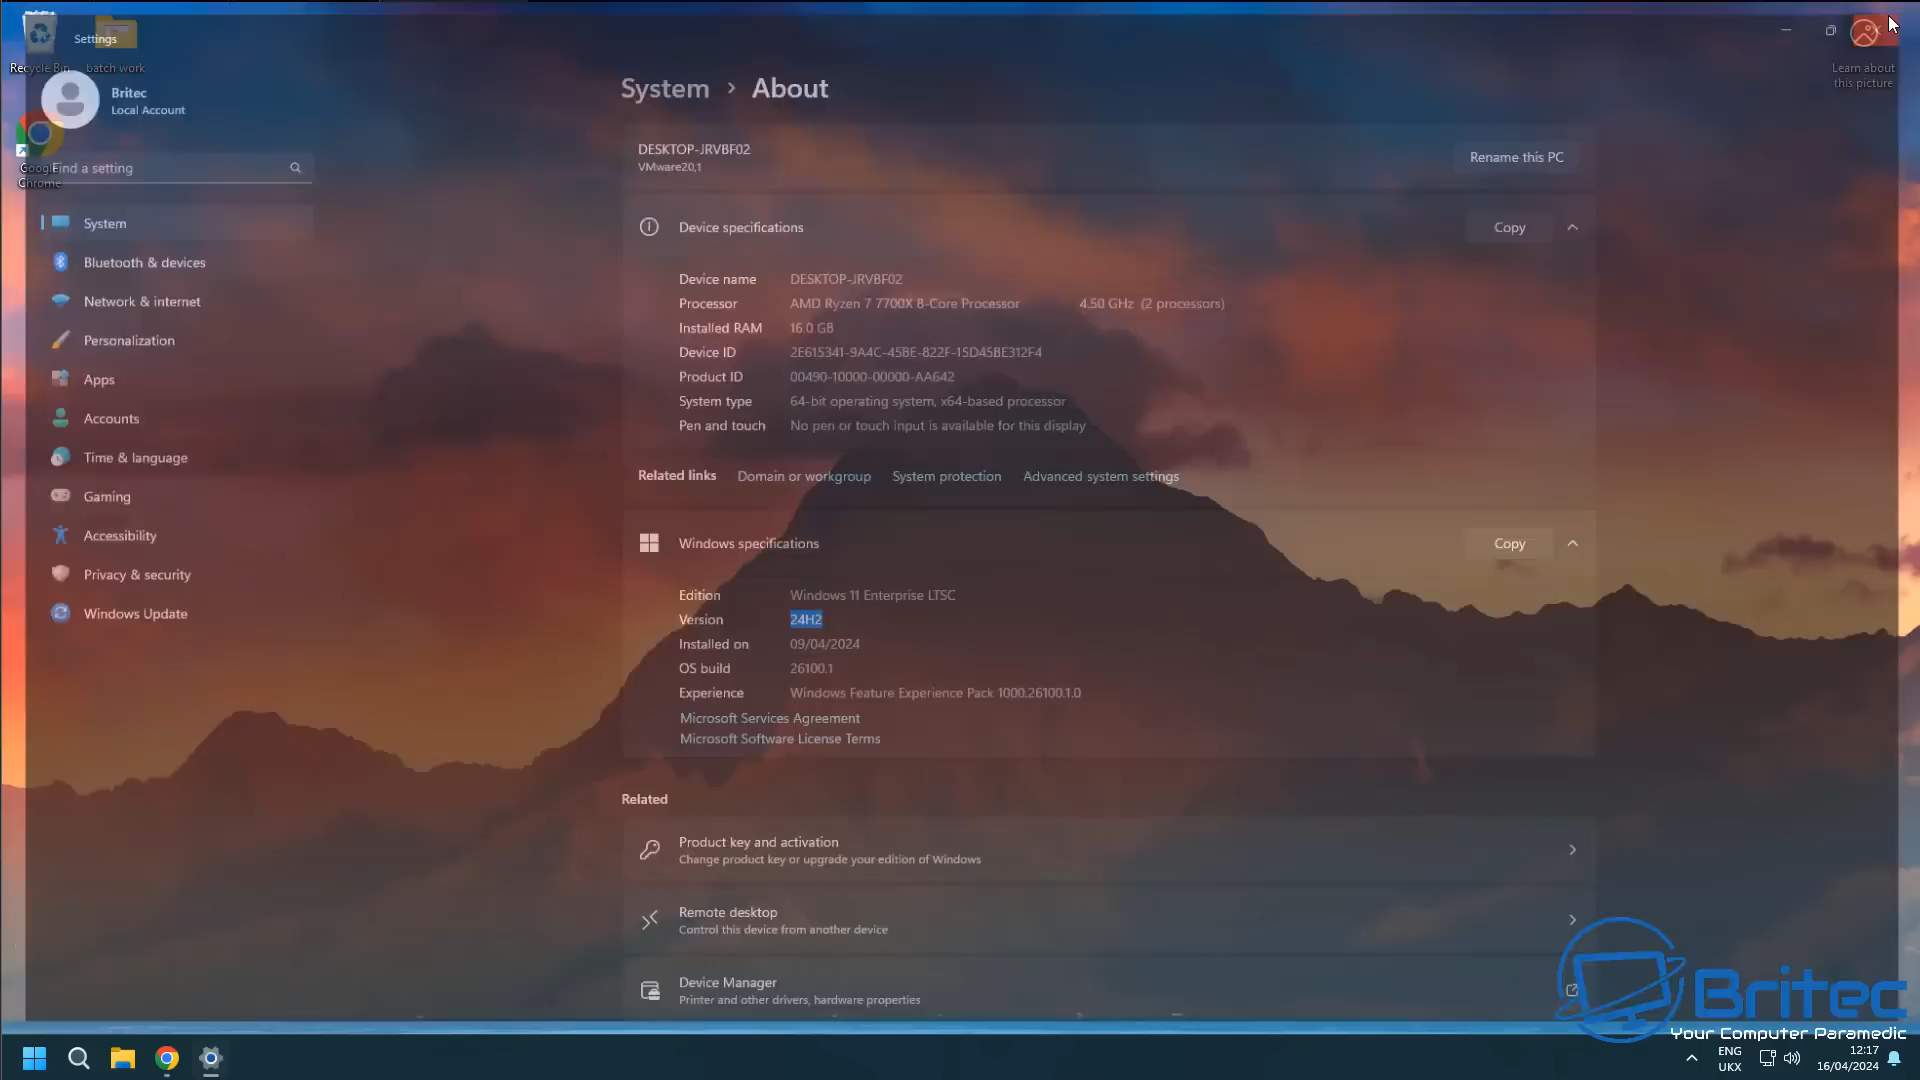 Settings
Recycle Bin
batch work
Learn about
this picture
Britec
Local Account
Google
Chrome
Find a setting
System
Bluetooth & devices
Network & internet
Personalization
Apps
Accounts
Time & language
Gaming
Accessibility
Privacy & security
Windows Update
System > About
DESKTOP-JRVBF02
VMware20,1
Rename this PC
Device specifications
Copy
Device name DESKTOP-JRVBF02
Processor AMD Ryzen 7 7700X 8-Core Processor 4.50 GHz (2 processors)
Installed RAM 16.0 GB
Device ID 2E615341-9A4C-45BE-822F-15D45BE312F4
Product ID 00490-10000-00000-AA642
System type 64-bit operating system, x64-based processor
Pen and touch No pen or touch input is available for this display
Related links Domain or workgroup System protection Advanced system settings
Windows specifications
Copy
Edition Windows 11 Enterprise LTSC
Version 24H2
Installed on 09/04/2024
OS build 26100.1
Experience Windows Feature Experience Pack 1000.26100.1.0
Microsoft Services Agreement
Microsoft Software License Terms
Related
Product key and activation
Change product key or upgrade your edition of Windows
Remote desktop
Control this device from another device
Device Manager
Printer and other drivers, hardware properties
Britec
Your Computer Paramedic
ENG
UKX
12:17
16/04/2024